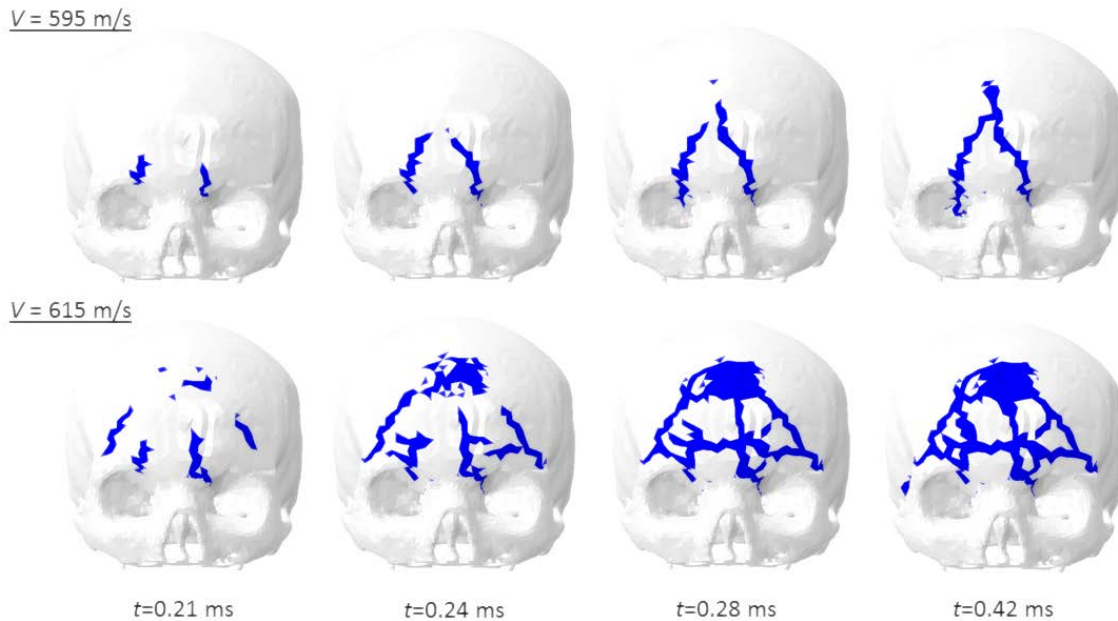 V = 595 m/s
V = 615 m/s
t=0.21 ms
t=0.24 ms
t=0.28 ms
t=0.42 ms